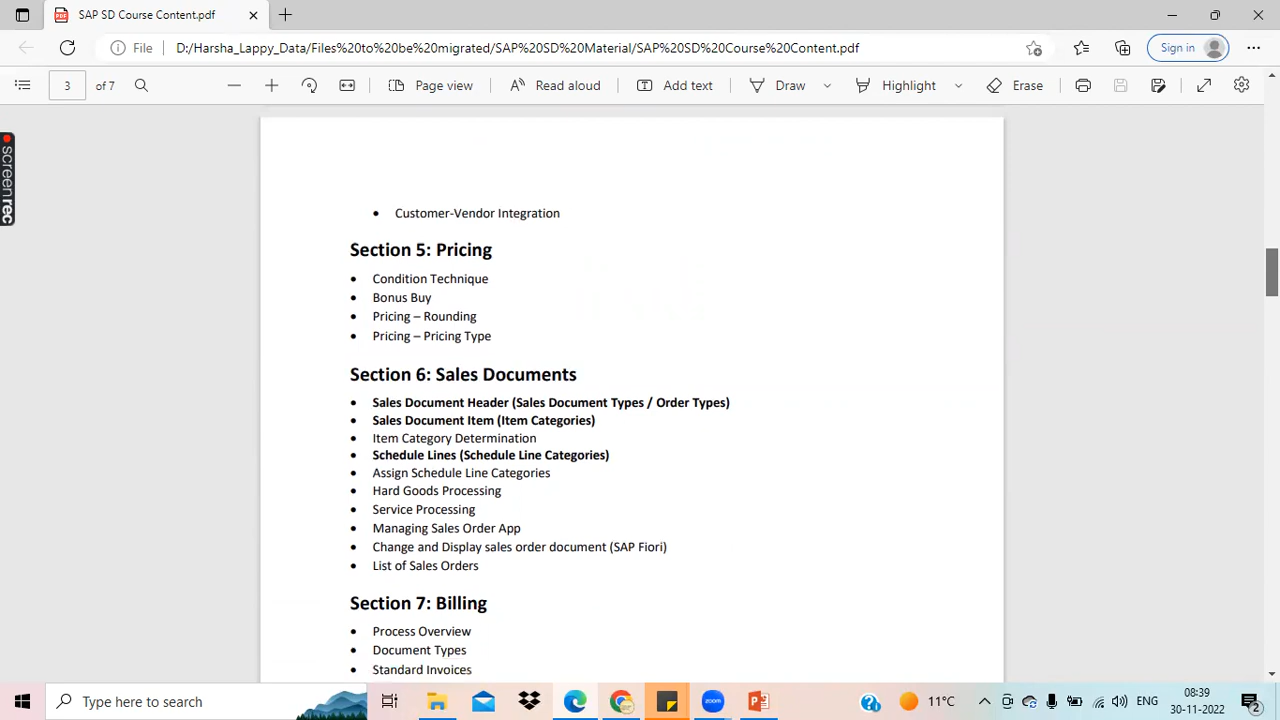 SAP SD Course Content.pdf
File
D:/Harsha_Lappy_Data/Files%20to%20be%20migrated/SAP%20SD%20Material/SAP%20SD%20Course%20Content.pdf
Sign in
3 of 7
Page view
Read aloud
Add text
Draw
Highlight
Erase
screenrec
• Customer-Vendor Integration
Section 5: Pricing
• Condition Technique
• Bonus Buy
• Pricing – Rounding
• Pricing – Pricing Type
Section 6: Sales Documents
• Sales Document Header (Sales Document Types / Order Types)
• Sales Document Item (Item Categories)
• Item Category Determination
• Schedule Lines (Schedule Line Categories)
• Assign Schedule Line Categories
• Hard Goods Processing
• Service Processing
• Managing Sales Order App
• Change and Display sales order document (SAP Fiori)
• List of Sales Orders
Section 7: Billing
• Process Overview
• Document Types
• Standard Invoices
Type here to search
zoom
11°C
ENG
08:39
30-11-2022
2